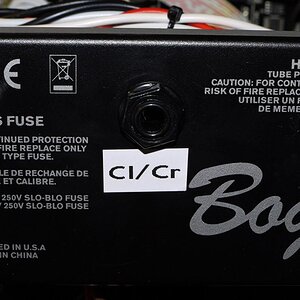 CE
S FUSE
TINUED PROTECTION
FIRE REPLACE ONLY
TYPE FUSE.
LE DE RECHANGE DE
ET CALIBRE.
250V SLO-BLO FUSE
250V SLO-BLO FUSE
ED IN U.S.A
IN CHINA
H
TUBE P
CAUTION: FOR CONT
RISK OF FIRE REPLAC
UTILISER UN F
DE MEME
Cl/Cr
Bog